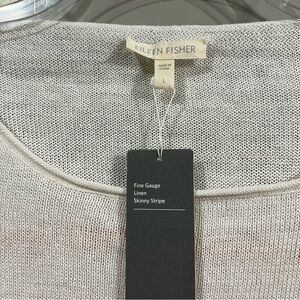 EILEEN FISHER
L
Fine Gauge
Linen
Skinny Stripe